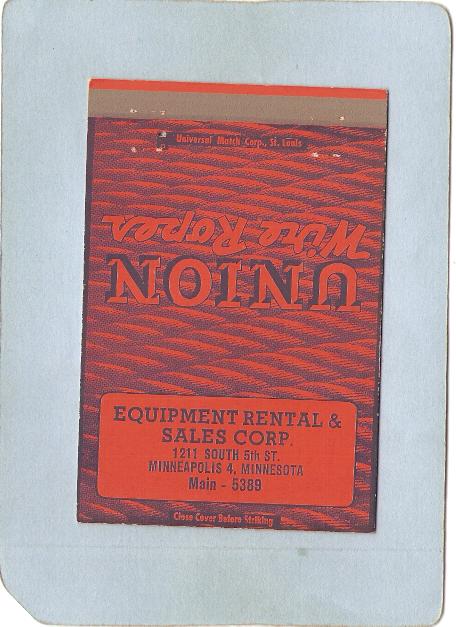 Universal Match Corp., St. Louis
UNION
Wire Ropes
EQUIPMENT RENTAL &
SALES CORP.
1211 SOUTH 5th ST.
MINNEAPOLIS 4, MINNESOTA
Main - 5389
Close Cover Before Striking